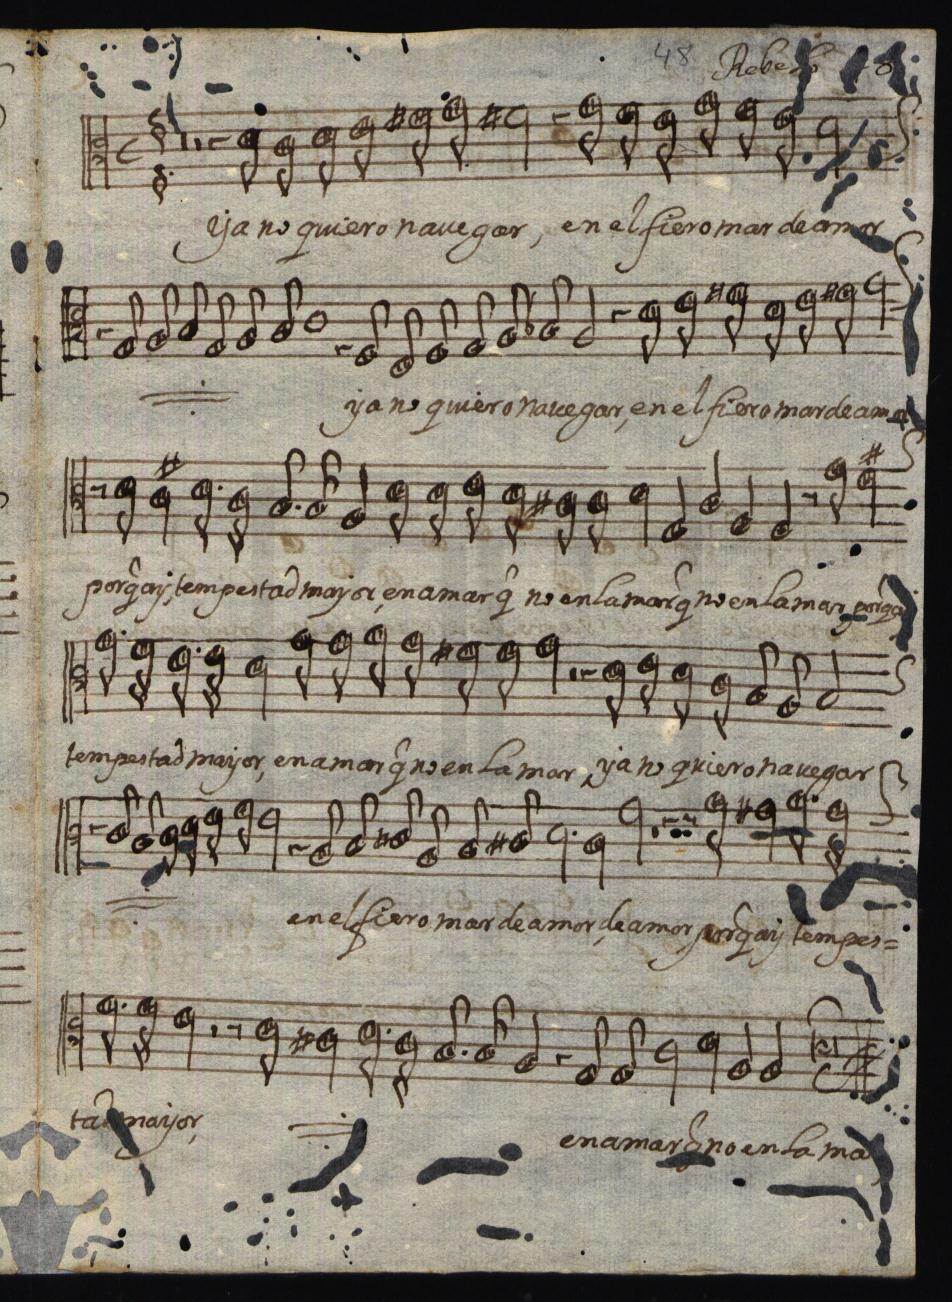 48
ya no quiero navegar, en el fiero mar de amor
ya no quiero navegar, en el fiero mar de amor
porq̃ ay, tempestad mayor, en amar q̃ no en la mar q̃ no en la mar porq̃ ay
tempestad mayor, en amar q̃ no en la mar, ya no quiero navegar
en el fiero mar de amor, de amor porq̃ ay tempes=
tad mayor,
en amar q̃ no en la mar